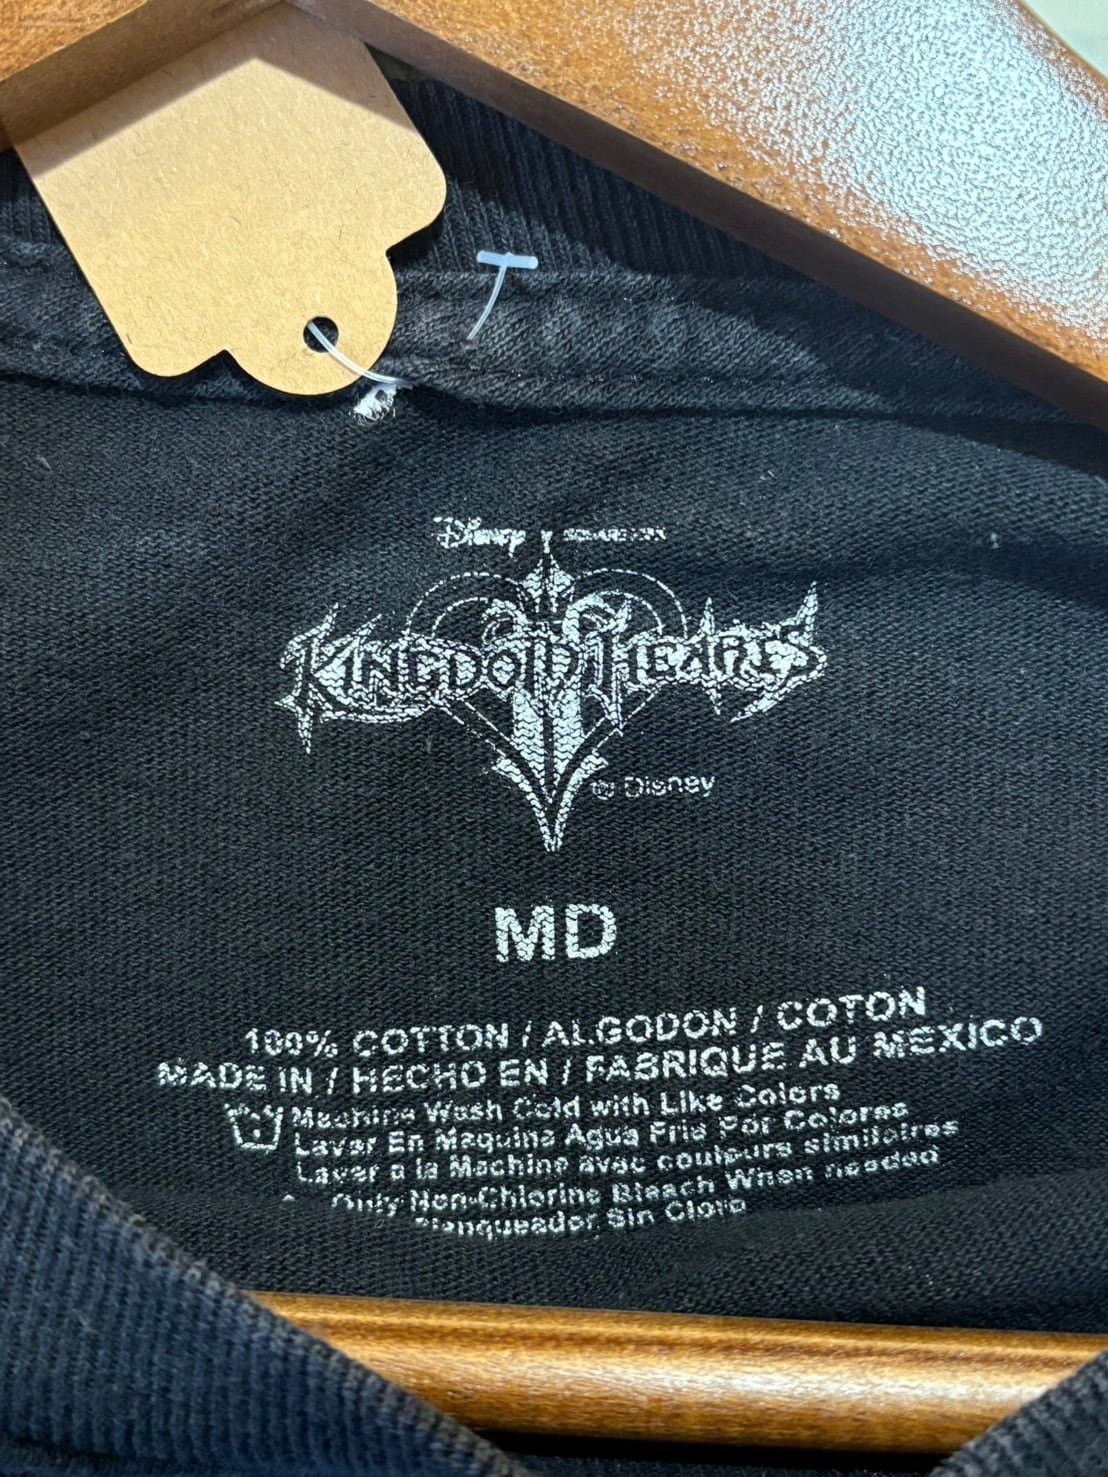 Disney SQUARE ENIX
KINGDOM HEARTS
© Disney
MD
100% COTTON / ALGODON / COTON
MADE IN / HECHO EN / FABRIQUE AU MEXICO
Machine Wash Cold with Like Colors
Lavar En Maquina Agua Fria Por Colores
Laver a la Machine avec couleurs similaires
Only Non-Chlorine Bleach When needed
Blanqueador Sin Cloro